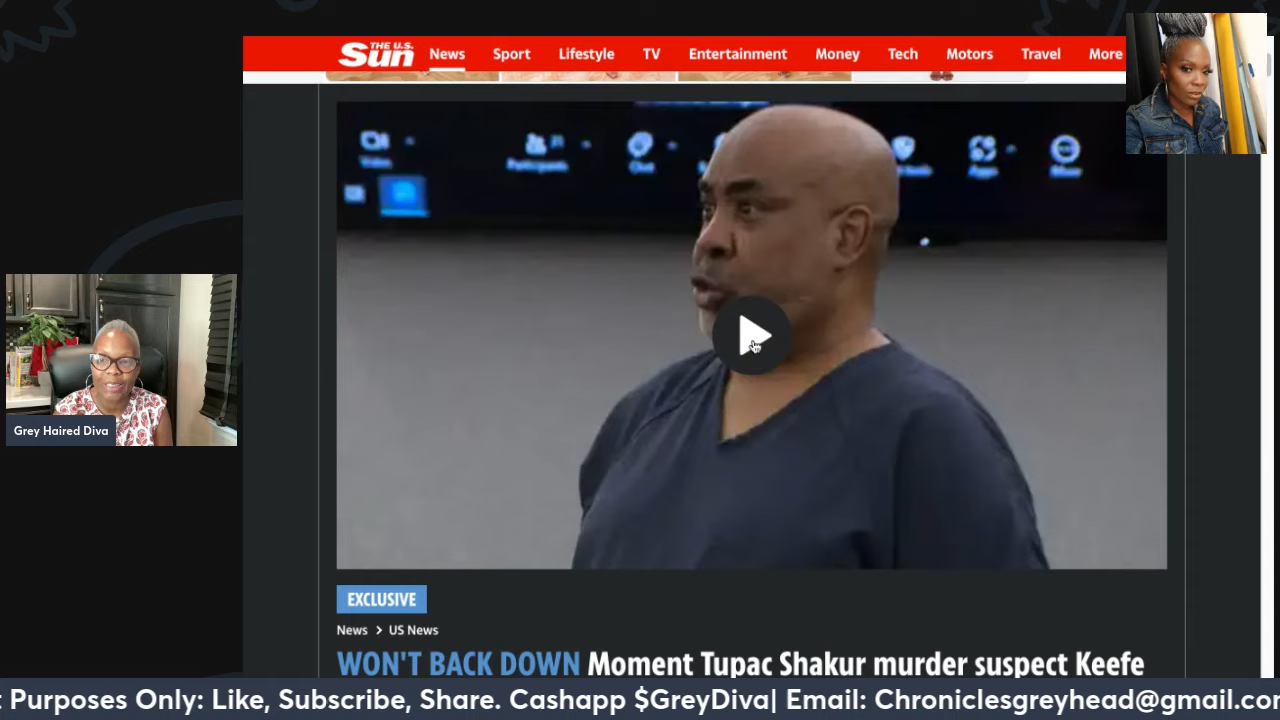 THE U.S.
Sun
News Sport Lifestyle TV Entertainment Money Tech Motors Travel More
Video
Participants
Chat
Apps
More
Grey Haired Diva
EXCLUSIVE
News > US News
WON'T BACK DOWN Moment Tupac Shakur murder suspect Keefe
t Purposes Only: Like, Subscribe, Share. Cashapp $GreyDiva| Email: Chroniclesgreyhead@gmail.com